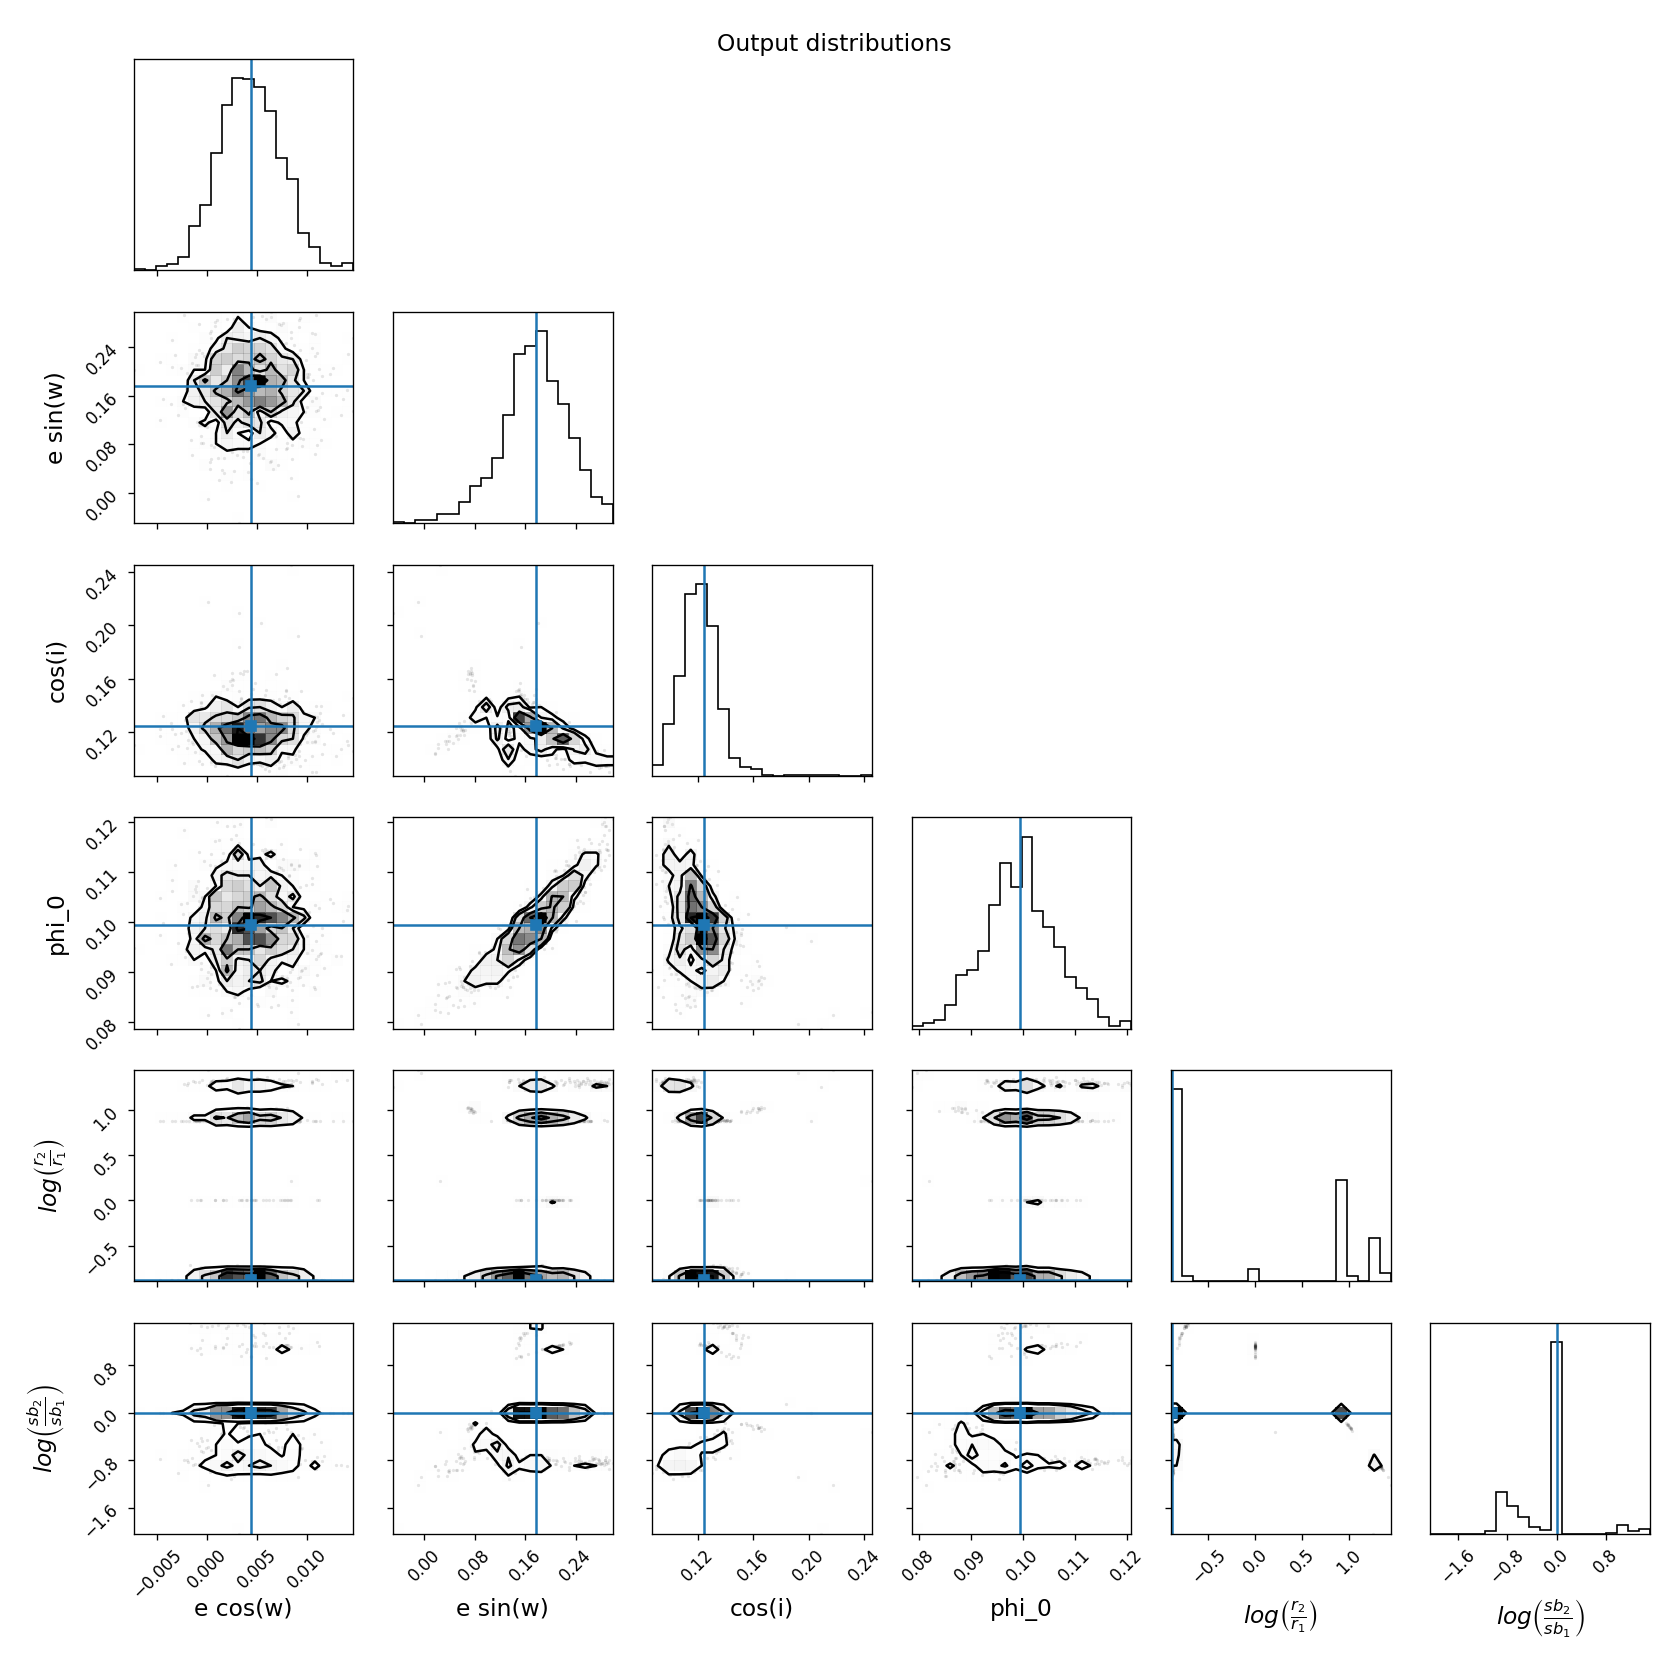 Output distributions
e sin(w)
0.24
0.16
0.08
0.00
cos(i)
0.24
0.20
0.16
0.12
phi_0
0.12
0.11
0.10
0.09
0.08
log(r₂/r₁)
1.0
0.5
0.0
−0.5
log(sb₂/sb₁)
0.8
0.0
−0.8
−1.6
−0.005 0.000 0.005 0.010 0.00 0.08 0.16 0.24 0.12 0.16 0.20 0.24 0.08 0.09 0.10 0.11 0.12 −0.5 0.0 0.5 1.0 −1.6 −0.8 0.0 0.8
e cos(w) e sin(w) cos(i) phi_0 log(r₂/r₁) log(sb₂/sb₁)